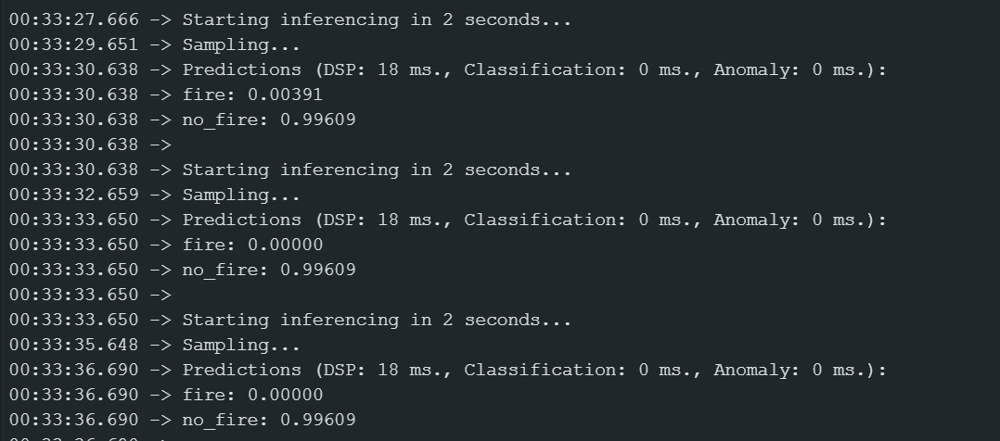 00:33:27.666 -> Starting inferencing in 2 seconds...
00:33:29.651 -> Sampling...
00:33:30.638 -> Predictions (DSP: 18 ms., Classification: 0 ms., Anomaly: 0 ms.):
00:33:30.638 -> fire: 0.00391
00:33:30.638 -> no_fire: 0.99609
00:33:30.638 ->
00:33:30.638 -> Starting inferencing in 2 seconds...
00:33:32.659 -> Sampling...
00:33:33.650 -> Predictions (DSP: 18 ms., Classification: 0 ms., Anomaly: 0 ms.):
00:33:33.650 -> fire: 0.00000
00:33:33.650 -> no_fire: 0.99609
00:33:33.650 ->
00:33:33.650 -> Starting inferencing in 2 seconds...
00:33:35.648 -> Sampling...
00:33:36.690 -> Predictions (DSP: 18 ms., Classification: 0 ms., Anomaly: 0 ms.):
00:33:36.690 -> fire: 0.00000
00:33:36.690 -> no_fire: 0.99609